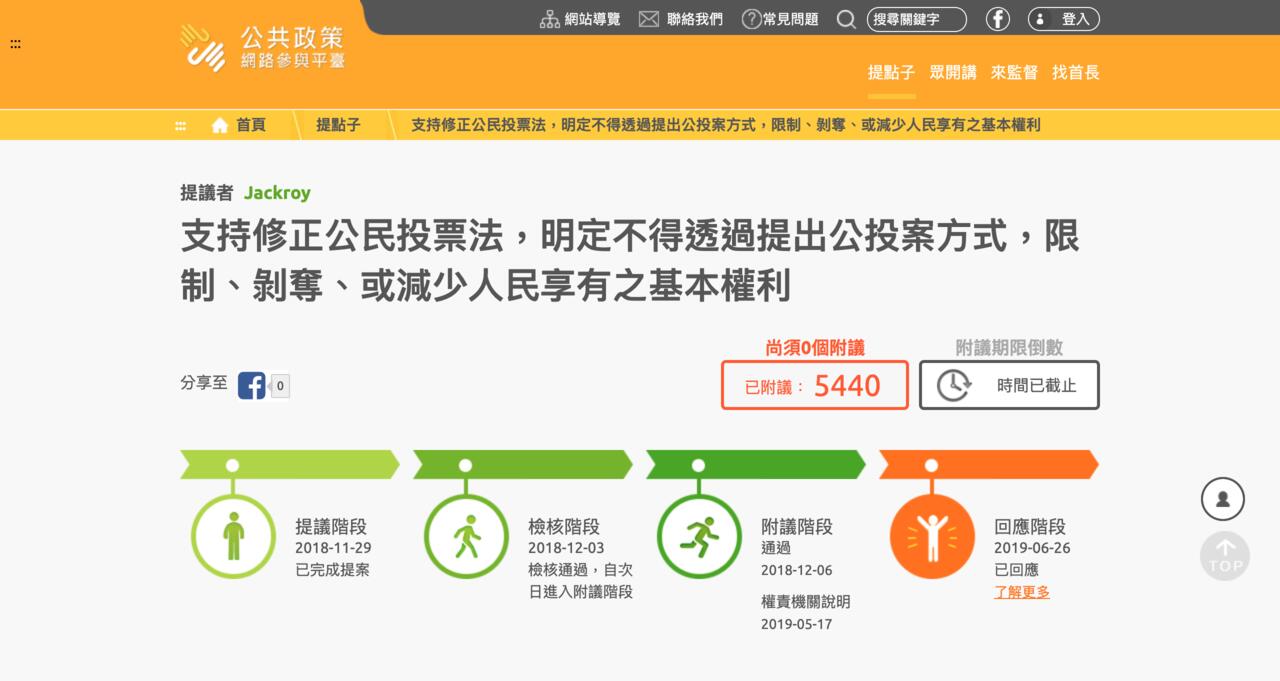 網站導覽 聯絡我們 常見問題 搜尋關鍵字 登入
公共政策
網路參與平臺
提點子 眾開講 來監督 找首長
首頁 提點子 支持修正公民投票法，明定不得透過提出公投案方式，限制、剝奪、或減少人民享有之基本權利
提議者 Jackroy
支持修正公民投票法，明定不得透過提出公投案方式，限
制、剝奪、或減少人民享有之基本權利
尚須0個附議 附議期限倒數
分享至 0 已附議： 5440 時間已截止
提議階段
2018-11-29
已完成提案
檢核階段
2018-12-03
檢核通過，自次
日進入附議階段
附議階段
通過
2018-12-06
權責機關說明
2019-05-17
回應階段
2019-06-26
已回應
了解更多
TOP